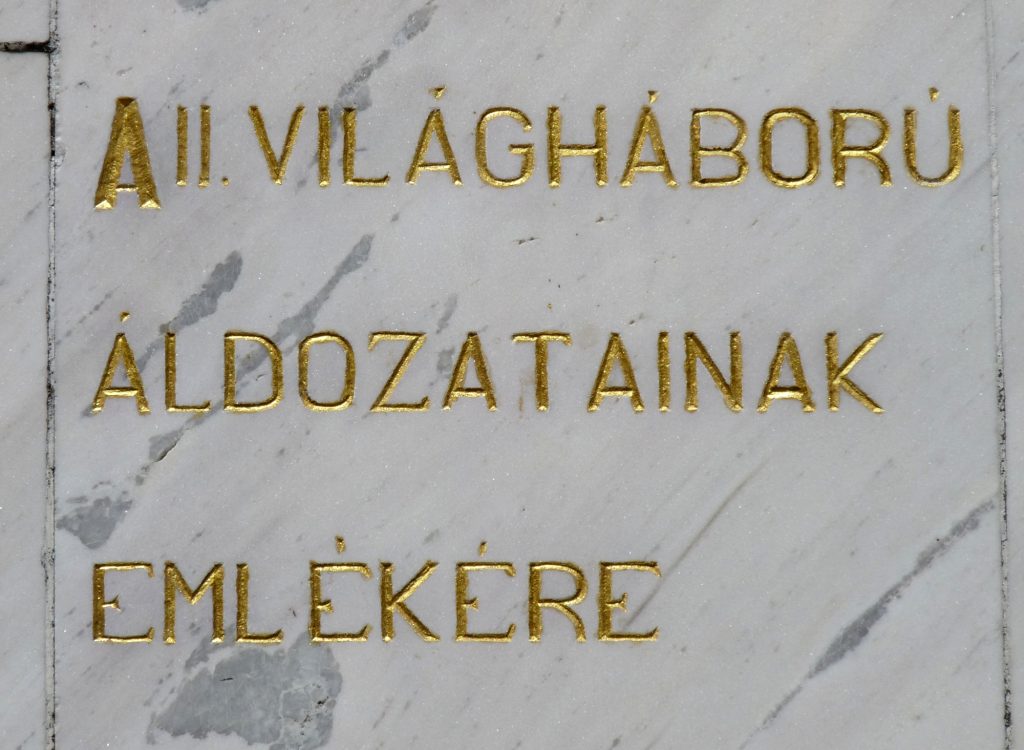 A II. VILÁGHÁBORÚ
ÁLDOZATAINAK
EMLÉKÉRE